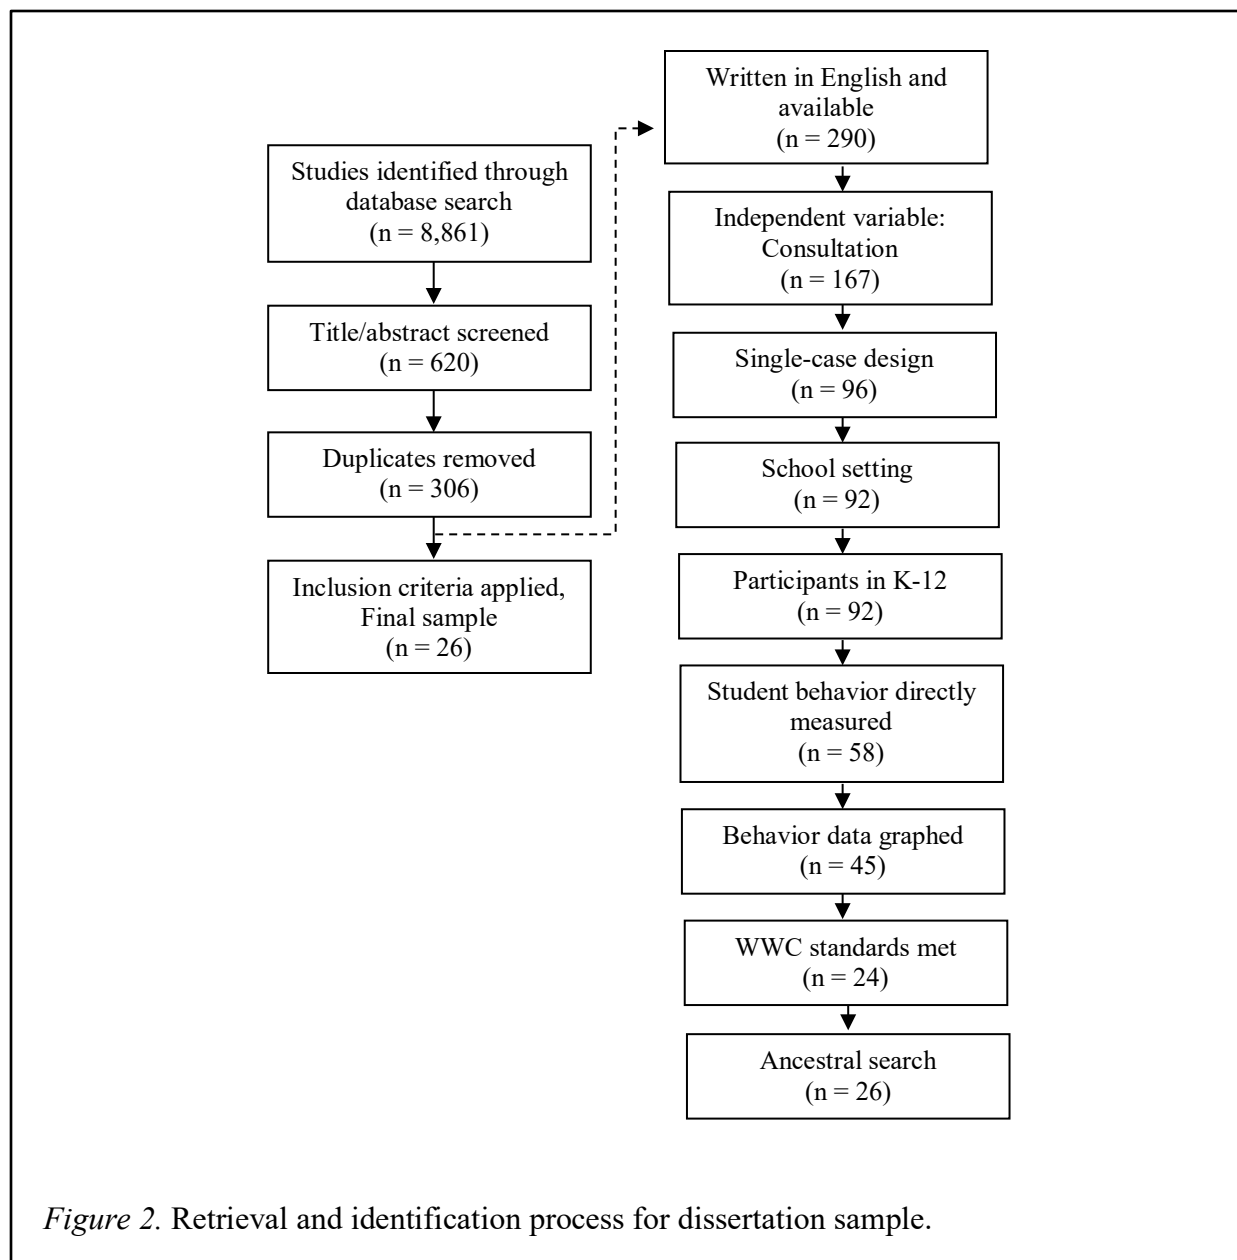 Studies identified through
database search
(n = 8,861)
Title/abstract screened
(n = 620)
Duplicates removed
(n = 306)
Inclusion criteria applied,
Final sample
(n = 26)
Written in English and
available
(n = 290)
Independent variable:
Consultation
(n = 167)
Single-case design
(n = 96)
School setting
(n = 92)
Participants in K-12
(n = 92)
Student behavior directly
measured
(n = 58)
Behavior data graphed
(n = 45)
WWC standards met
(n = 24)
Ancestral search
(n = 26)
Figure 2. Retrieval and identification process for dissertation sample.